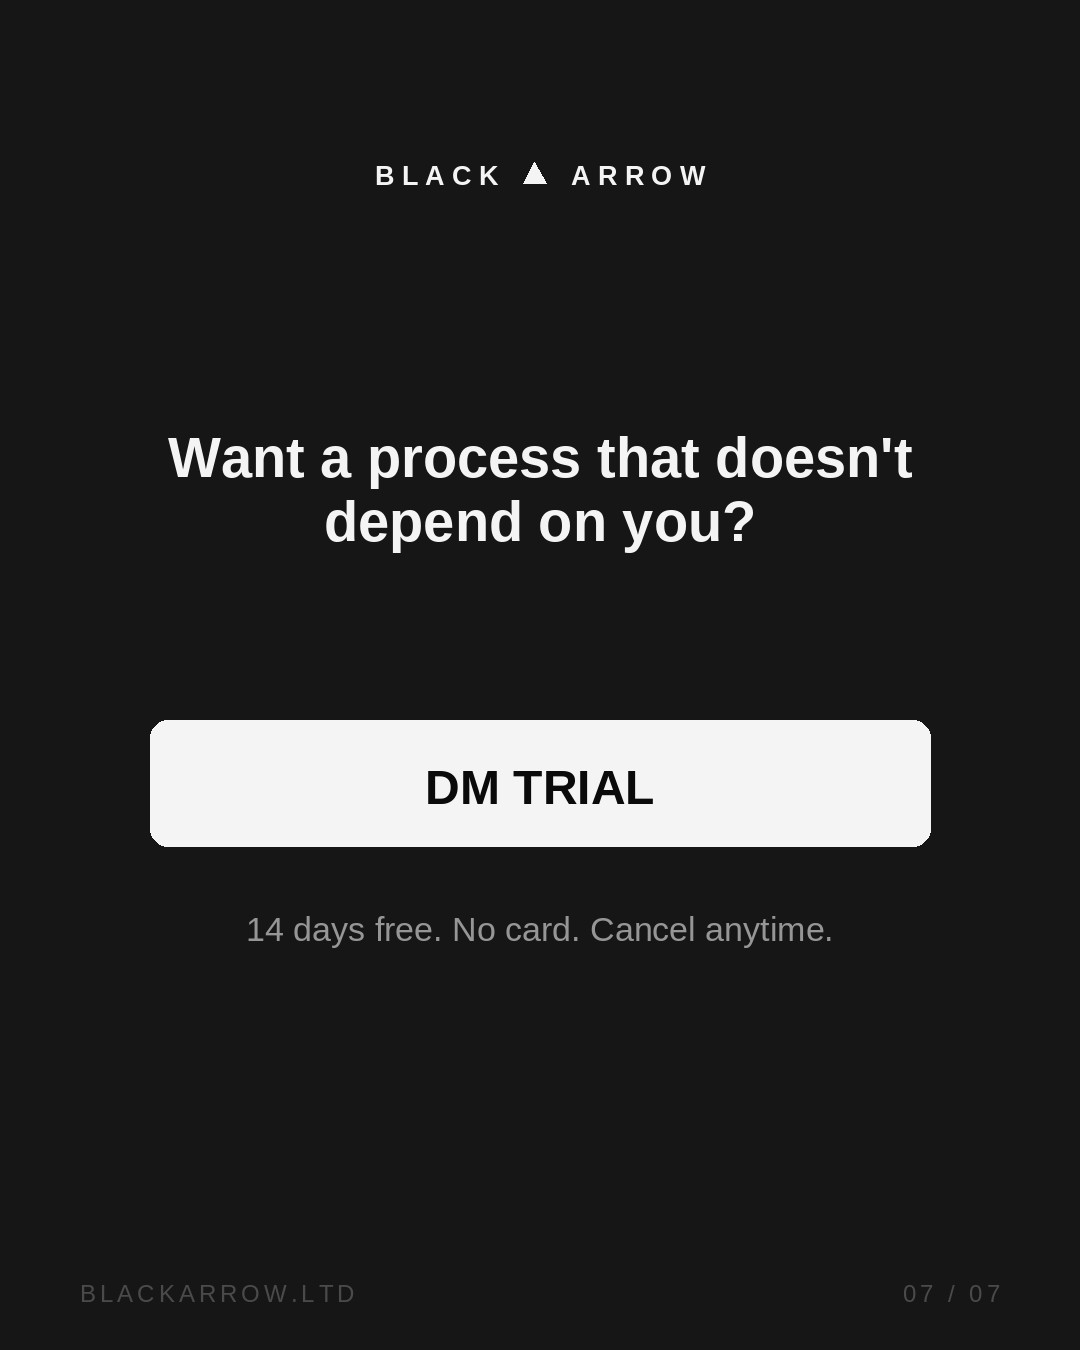 BLACK ▲ ARROW
Want a process that doesn't
depend on you?
DM TRIAL
14 days free. No card. Cancel anytime.
BLACKARROW.LTD
07 / 07